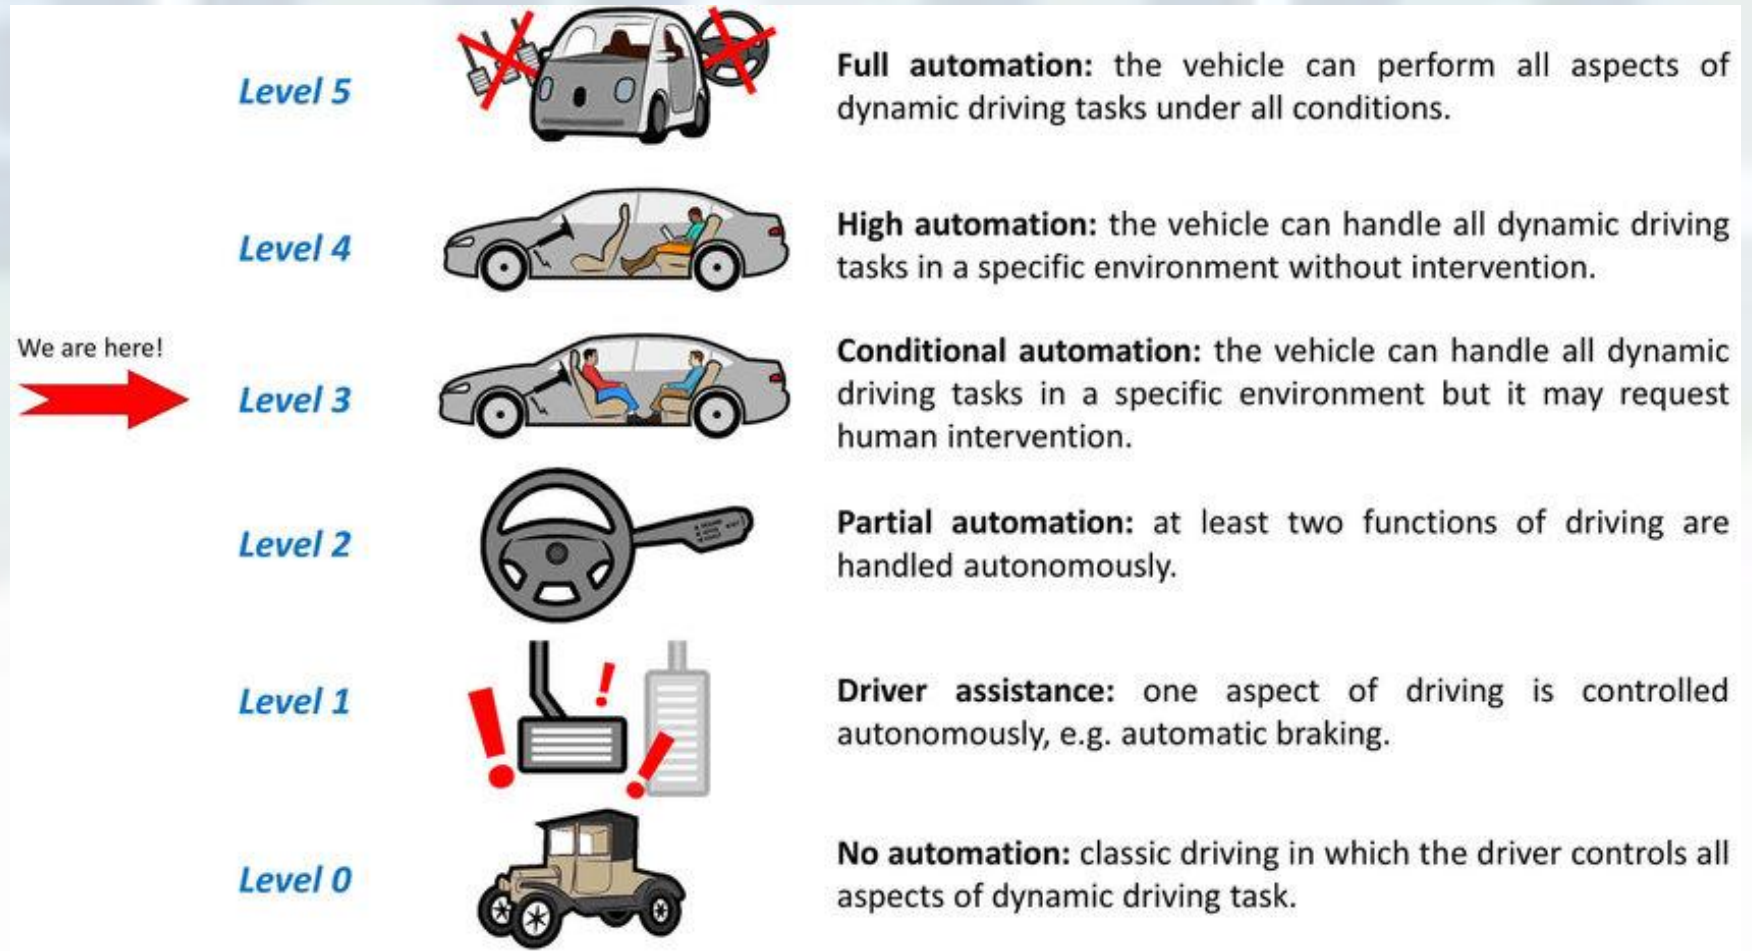 Level 5
Full automation: the vehicle can perform all aspects of
dynamic driving tasks under all conditions.
Level 4
High automation: the vehicle can handle all dynamic driving
tasks in a specific environment without intervention.
We are here!
Level 3
Conditional automation: the vehicle can handle all dynamic
driving tasks in a specific environment but it may request
human intervention.
Level 2
Partial automation: at least two functions of driving are
handled autonomously.
Level 1
Driver assistance: one aspect of driving is controlled
autonomously, e.g. automatic braking.
Level 0
No automation: classic driving in which the driver controls all
aspects of dynamic driving task.